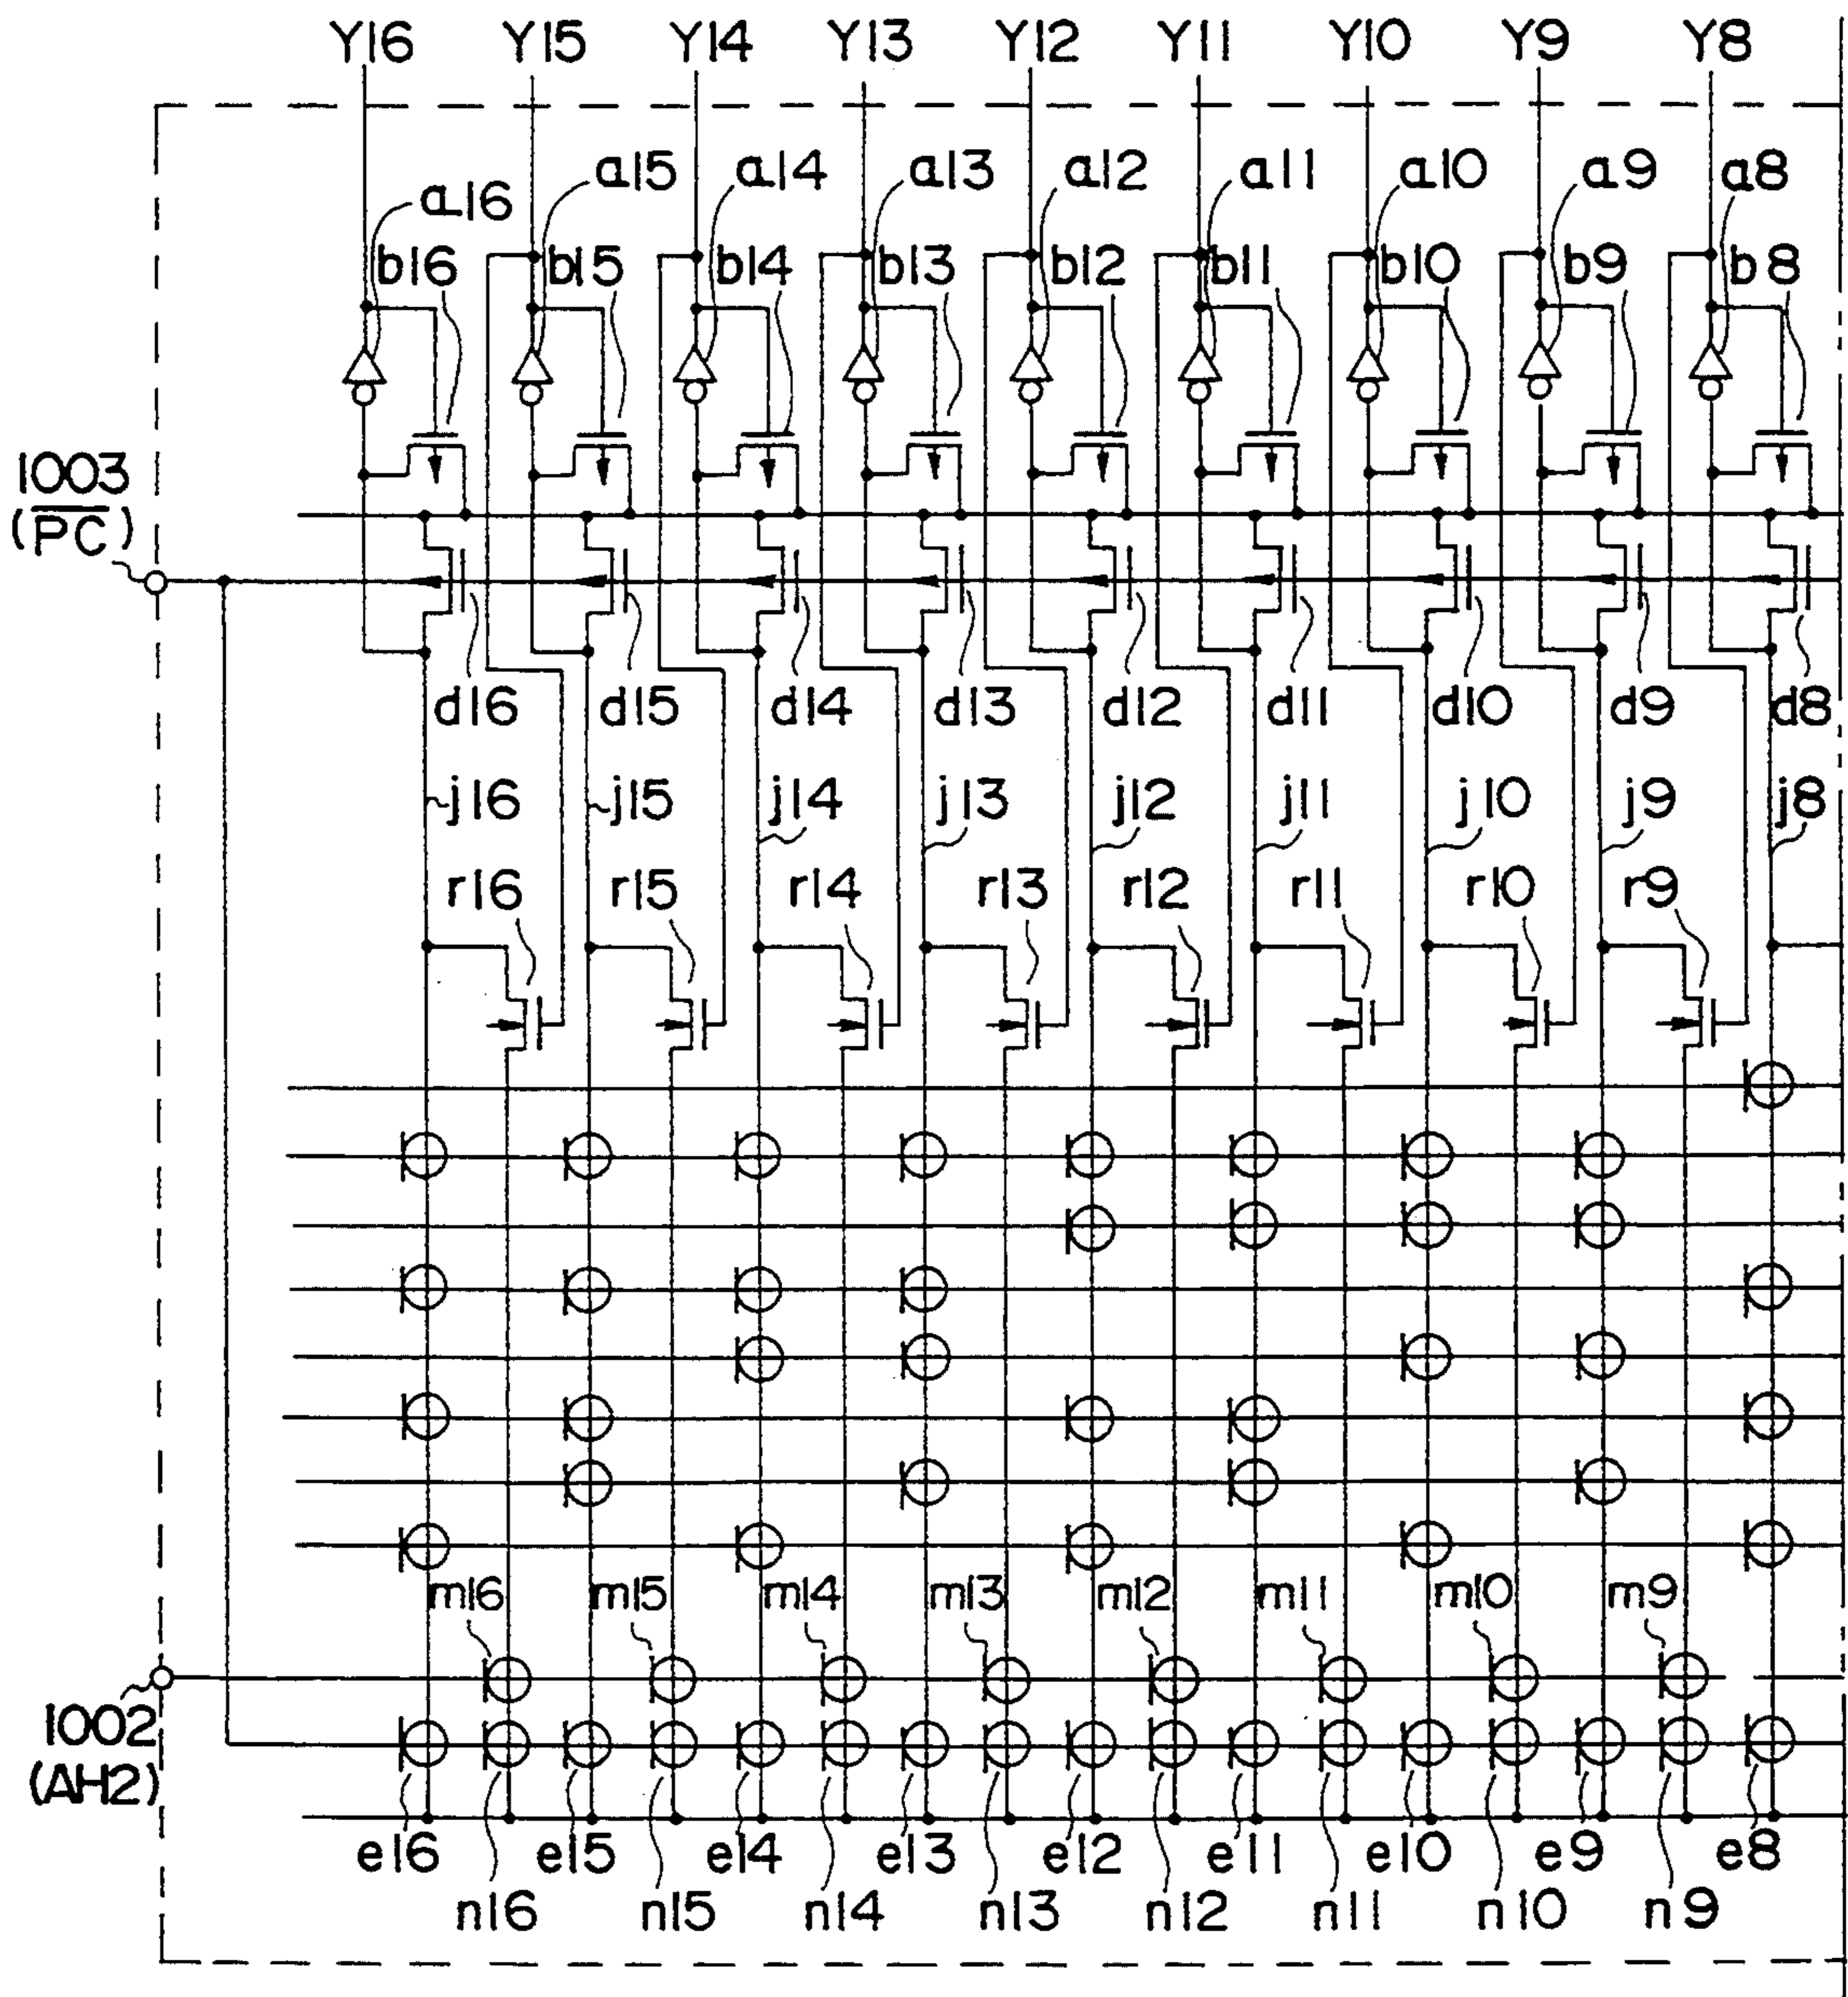 Y16 Y15 Y14 Y13 Y12 Y11 Y10 Y9 Y8
a16 a15 a14 a13 a12 a11 a10 a9 a8
b16 b15 b14 b13 b12 b11 b10 b9 b8
1003
(P̅C̅)
d16 d15 d14 d13 d12 d11 d10 d9 d8
j16 j15 j14 j13 j12 j11 j10 j9 j8
r16 r15 r14 r13 r12 r11 r10 r9
m16 m15 m14 m13 m12 m11 m10 m9
1002
(AH2)
e16 e15 e14 e13 e12 e11 e10 e9 e8
n16 n15 n14 n13 n12 n11 n10 n9